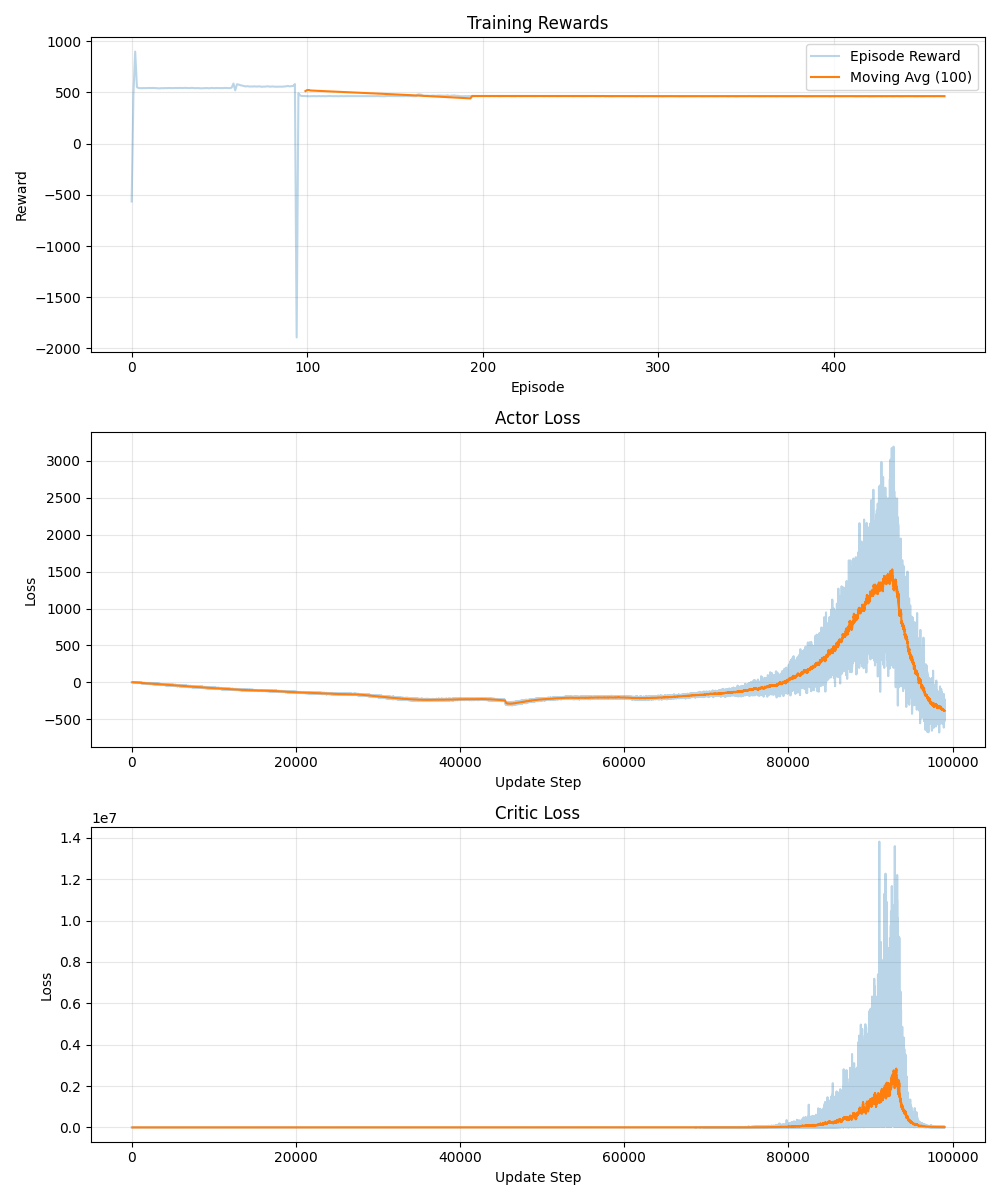 Training Rewards
1000
500
0
−500
−1000
−1500
−2000
Reward
Episode Reward
Moving Avg (100)
0 100 200 300 400
Episode
Actor Loss
3000
2500
2000
1500
1000
500
0
−500
Loss
0 20000 40000 60000 80000 100000
Update Step
Critic Loss
1e7
1.4
1.2
1.0
0.8
0.6
0.4
0.2
0.0
Loss
0 20000 40000 60000 80000 100000
Update Step